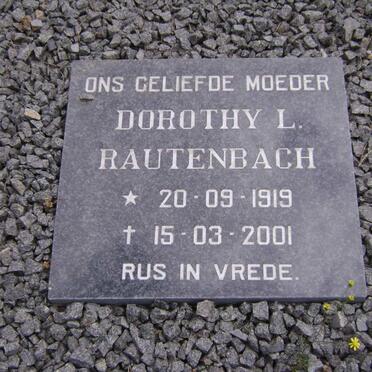 ONS GELIEFDE MOEDER
DOROTHY L.
RAUTENBACH
★ 20-09-1919
† 15-03-2001
RUS IN VREDE.